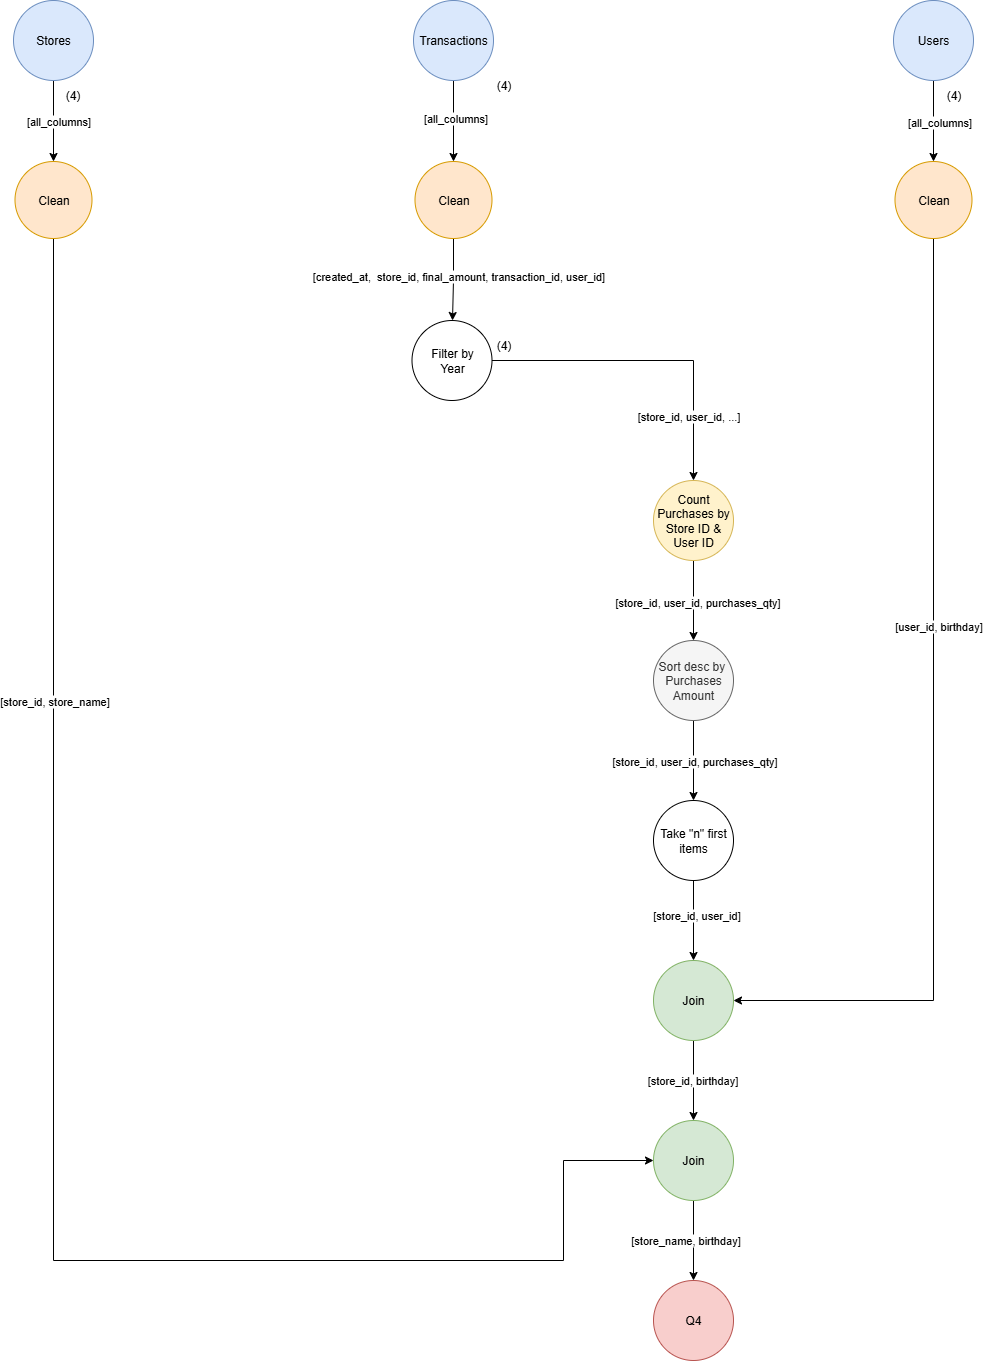 Stores
Transactions
Users
(4)
(4)
(4)
[all_columns]
[all_columns]
[all_columns]
Clean
Clean
Clean
[created_at,  store_id, final_amount, transaction_id, user_id]
Filter by
Year
(4)
[store_id, user_id, ...]
Count
Purchases by
Store ID &
User ID
[store_id, user_id, purchases_qty]
[user_id, birthday]
Sort desc by
Purchases
Amount
[store_id, store_name]
[store_id, user_id, purchases_qty]
Take "n" first
items
[store_id, user_id]
Join
[store_id, birthday]
Join
[store_name, birthday]
Q4